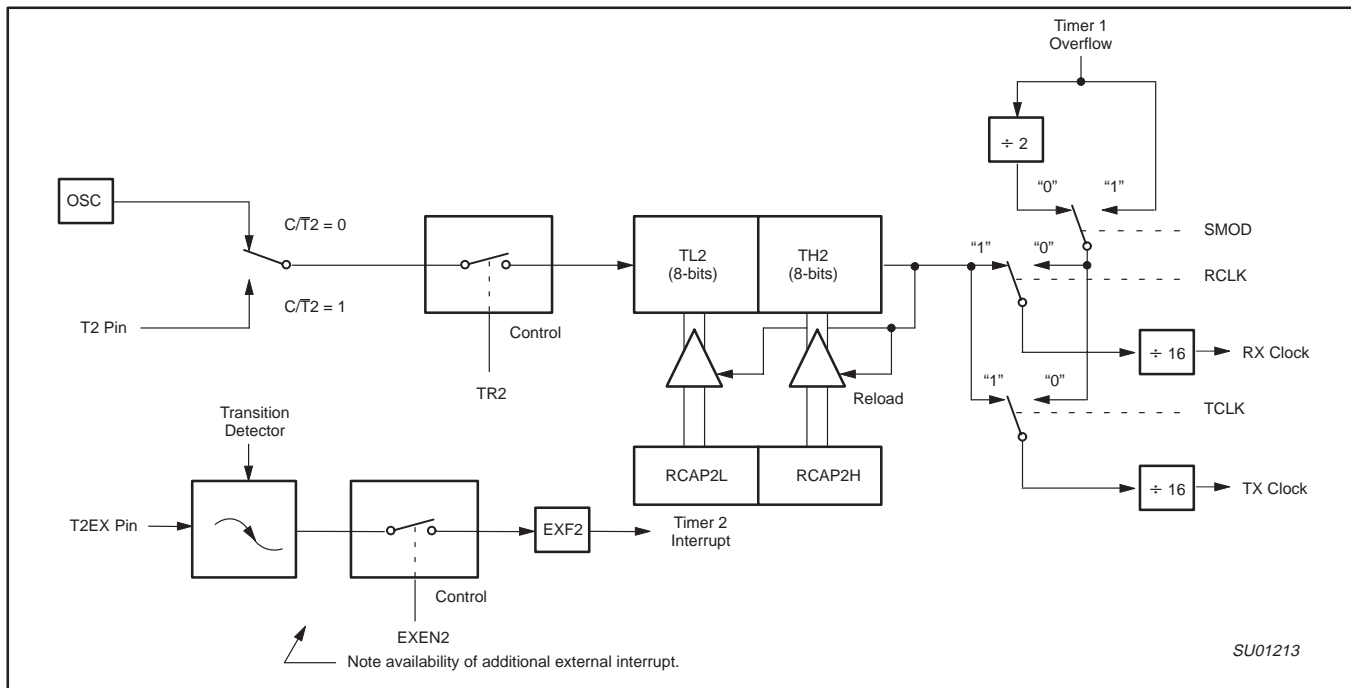 Timer 1
Overflow
÷ 2
OSC
“0”
“1”
C/T̅2 = 0
SMOD
TL2
(8-bits)
TH2
(8-bits)
“1”
“0”
RCLK
C/T̅2 = 1
T2 Pin
Control
÷ 16
RX Clock
TR2
Reload
“1”
“0”
TCLK
Transition
Detector
RCAP2L
RCAP2H
÷ 16
TX Clock
T2EX Pin
EXF2
Timer 2
Interrupt
Control
EXEN2
Note availability of additional external interrupt.
SU01213